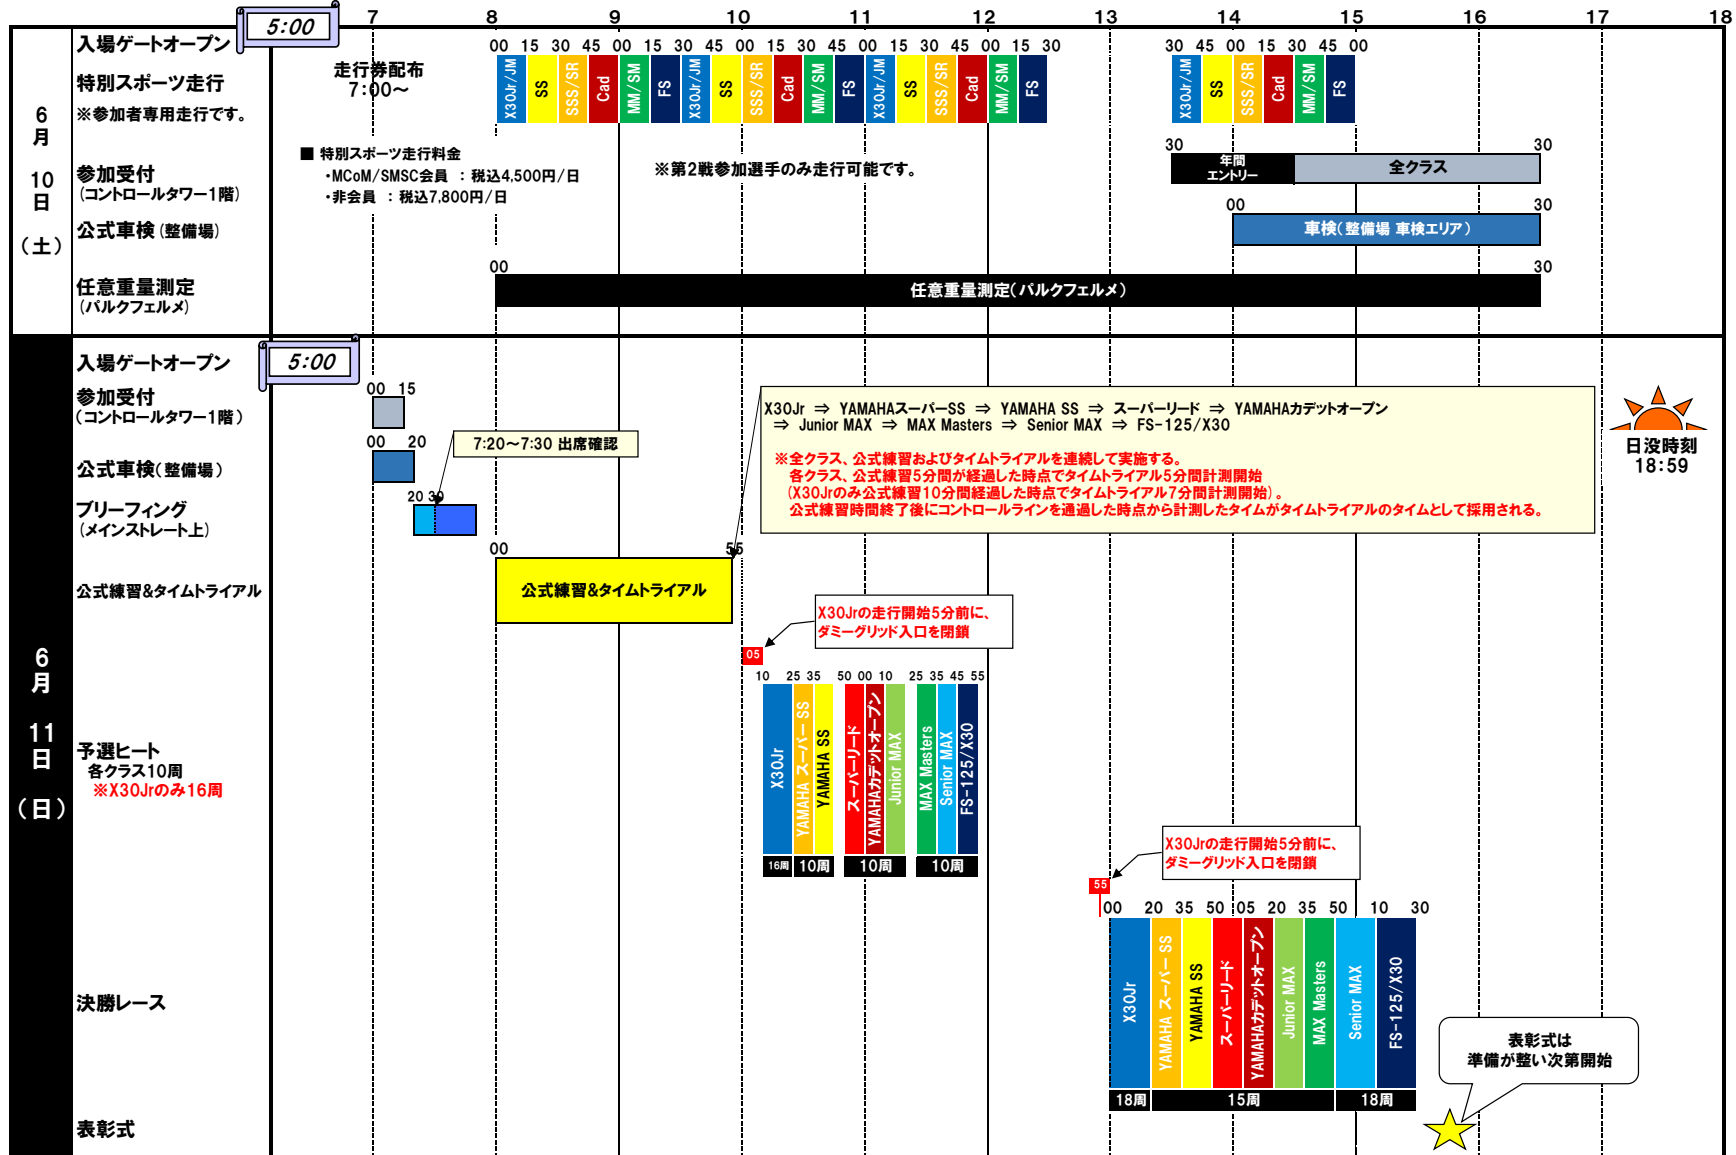 7 8 9 10 11 12 13 14 15 16 17 18
5:00
入場ゲートオープン
00 15 30 45 00 15 30 45 00 15 30 45 00 15 30 45 00 15 30
30 45 00 15 30 45 00
特別スポーツ走行
※参加者専用走行です。
走行券配布
7:00～
X30Jr/JM SS SSS/SR Cad MM/SM FS X30Jr/JM SS SSS/SR Cad MM/SM FS X30Jr/JM SS SSS/SR Cad MM/SM FS
X30Jr/JM SS SSS/SR Cad MM/SM FS
6
月
10
日
(土)
■ 特別スポーツ走行料金
・MCoM/SMSC会員 ： 税込4,500円/日
・非会員 ： 税込7,800円/日
※第2戦参加選手のみ走行可能です。
参加受付
(コントロールタワー1階)
30 30
年間
エントリー
全クラス
公式車検(整備場)
00 30
車検(整備場 車検エリア)
任意重量測定
(パルクフェルメ)
00 30
任意重量測定(パルクフェルメ)
入場ゲートオープン
5:00
参加受付
(コントロールタワー1階)
00 15
公式車検(整備場)
00 20
7:20～7:30 出席確認
ブリーフィング
(メインストレート上)
20 30
X30Jr ⇒ YAMAHAスーパーSS ⇒ YAMAHA SS ⇒ スーパーリード ⇒ YAMAHAカデットオープン
⇒ Junior MAX ⇒ MAX Masters ⇒ Senior MAX ⇒ FS-125/X30
※全クラス、公式練習およびタイムトライアルを連続して実施する。
各クラス、公式練習5分間が経過した時点でタイムトライアル5分間計測開始
(X30Jrのみ公式練習10分間経過した時点でタイムトライアル7分間計測開始)。
公式練習時間終了後にコントロールラインを通過した時点から計測したタイムがタイムトライアルのタイムとして採用される。
日没時刻
18:59
公式練習&タイムトライアル
00 55
公式練習&タイムトライアル
6
月
11
日
(日)
X30Jrの走行開始5分前に、
ダミーグリッド入口を閉鎖
05
10 25 35 50 00 10 25 35 45 55
予選ヒート
各クラス10周
※X30Jrのみ16周
X30Jr YAMAHA スーパー SS YAMAHA SS スーパーリード YAMAHAカデットオープン Junior MAX MAX Masters Senior MAX FS-125/X30
16周 10周 10周 10周
X30Jrの走行開始5分前に、
ダミーグリッド入口を閉鎖
55
00 20 35 50 05 20 35 50 10 30
決勝レース
X30Jr YAMAHA スーパー SS YAMAHA SS スーパーリード YAMAHAカデットオープン Junior MAX MAX Masters Senior MAX FS-125/X30
18周 15周 18周
表彰式は
準備が整い次第開始
表彰式